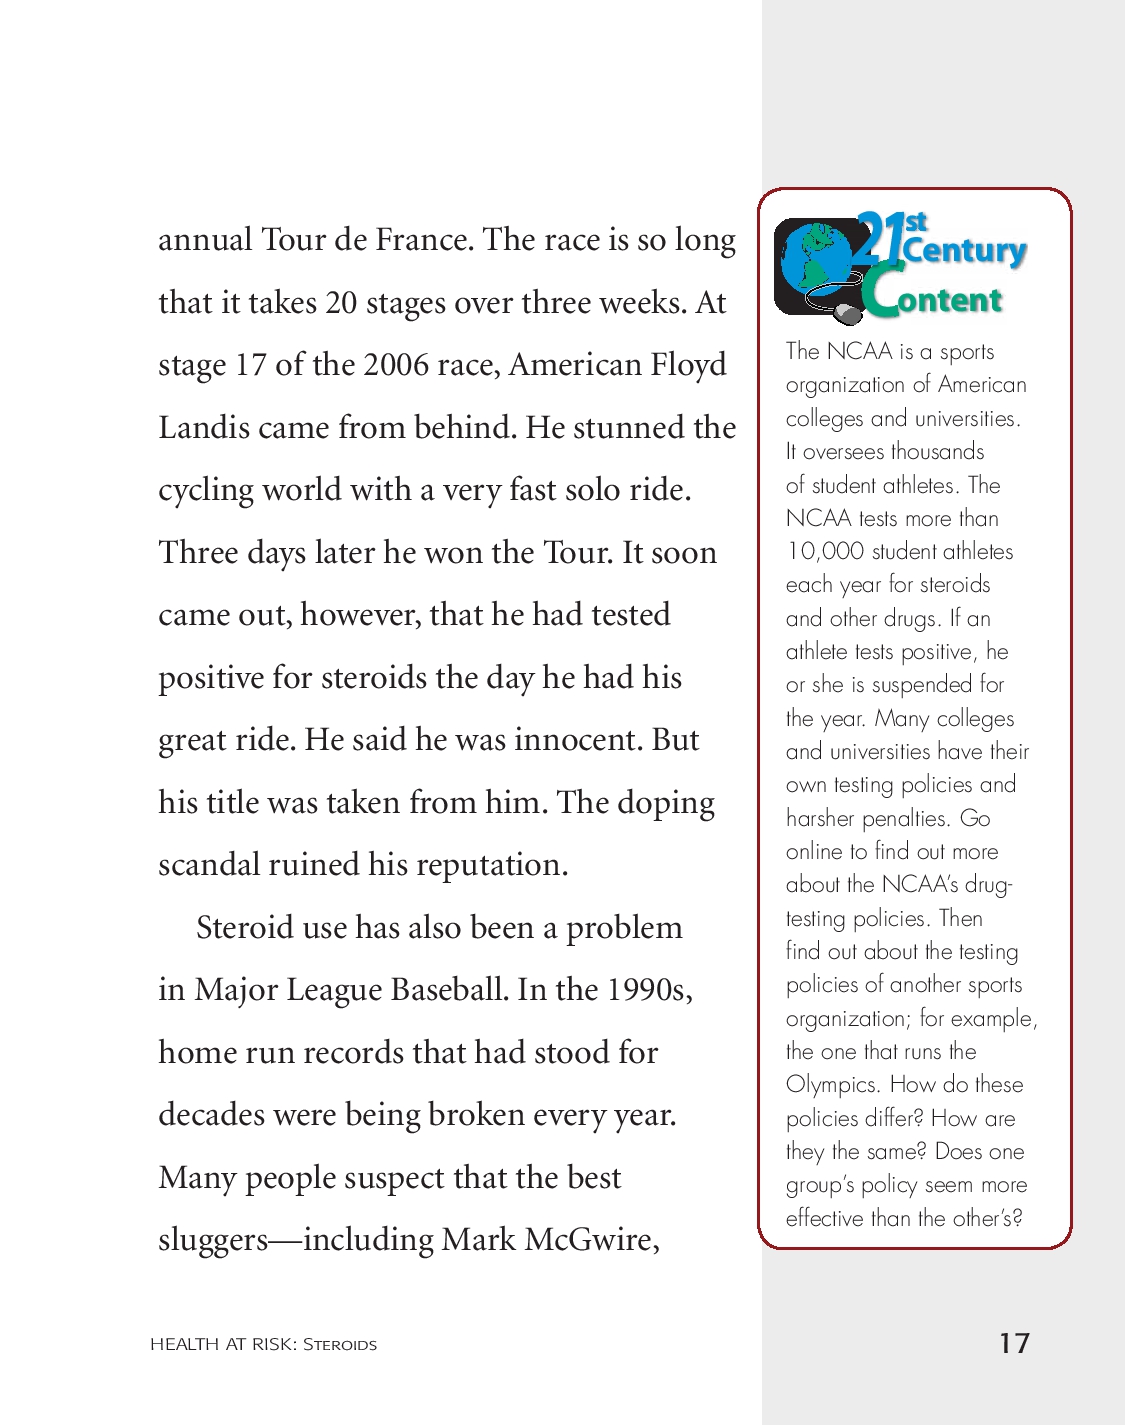 annual Tour de France. The race is so long
that it takes 20 stages over three weeks. At
stage 17 of the 2006 race, American Floyd
Landis came from behind. He stunned the
cycling world with a very fast solo ride.
Three days later he won the Tour. It soon
came out, however, that he had tested
positive for steroids the day he had his
great ride. He said he was innocent. But
his title was taken from him. The doping
scandal ruined his reputation.
Steroid use has also been a problem
in Major League Baseball. In the 1990s,
home run records that had stood for
decades were being broken every year.
Many people suspect that the best
sluggers—including Mark McGwire,
21st
Century
Content
The NCAA is a sports
organization of American
colleges and universities.
It oversees thousands
of student athletes. The
NCAA tests more than
10,000 student athletes
each year for steroids
and other drugs. If an
athlete tests positive, he
or she is suspended for
the year. Many colleges
and universities have their
own testing policies and
harsher penalties. Go
online to find out more
about the NCAA's drug-
testing policies. Then
find out about the testing
policies of another sports
organization; for example,
the one that runs the
Olympics. How do these
policies differ? How are
they the same? Does one
group's policy seem more
effective than the other's?
HEALTH AT RISK: STEROIDS
17